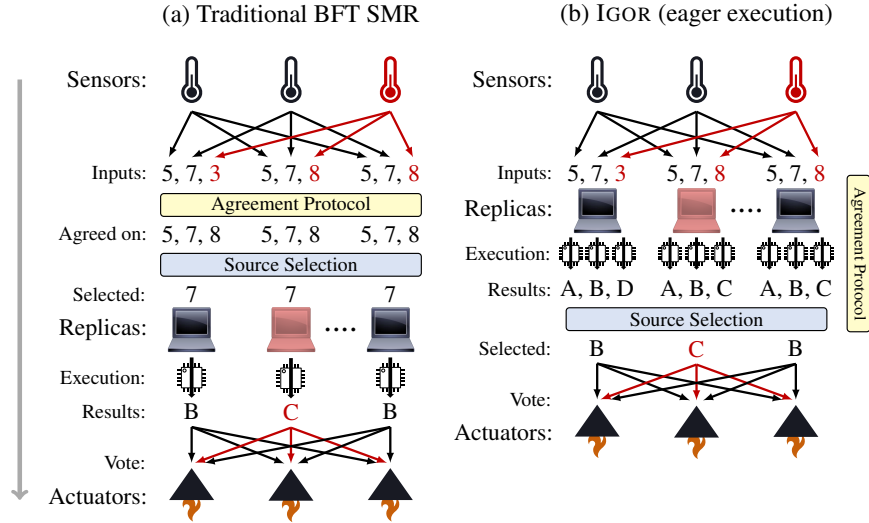 (a) Traditional BFT SMR
Sensors:
Inputs: 5, 7, 3 5, 7, 8 5, 7, 8
Agreement Protocol
Agreed on: 5, 7, 8 5, 7, 8 5, 7, 8
Source Selection
Selected: 7 7 7
Replicas:
Execution:
Results: B C B
Vote:
Actuators:
(b) IGOR (eager execution)
Sensors:
Inputs: 5, 7, 3 5, 7, 8 5, 7, 8
Replicas:
Execution:
Results: A, B, D A, B, C A, B, C
Source Selection
Selected: B C B
Vote:
Actuators:
Agreement Protocol